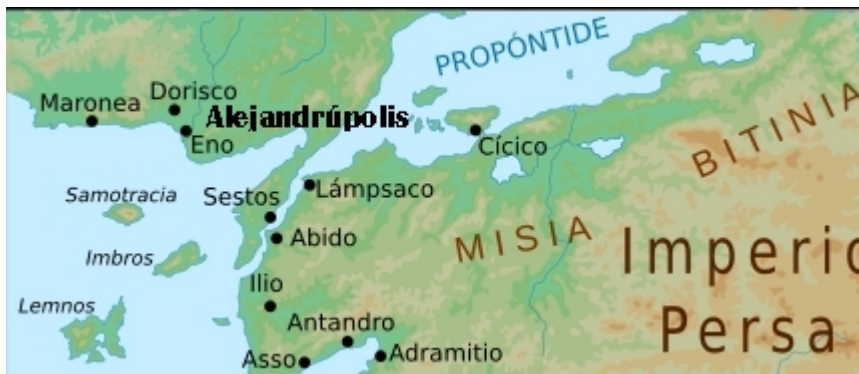 PROPÓNTIDE
Dorisco
Maronea
Alejandrúpolis
Eno
Cícico
BITINIA
Samotracia
Sestos
Lámpsaco
Abido
MISIA
Imbros
Imperio
Ilio
Lemnos
Antandro
Persa
Asso
Adramitio